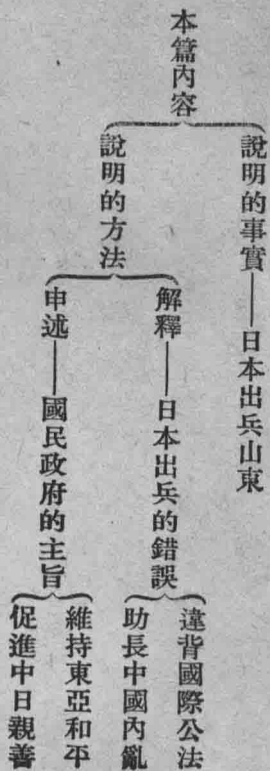 本篇內容
說明的事實——日本出兵山東
說明的方法
解釋——日本出兵的錯誤
違背國際公法
助長中國內亂
申述——國民政府的主旨
維持東亞和平
促進中日親善